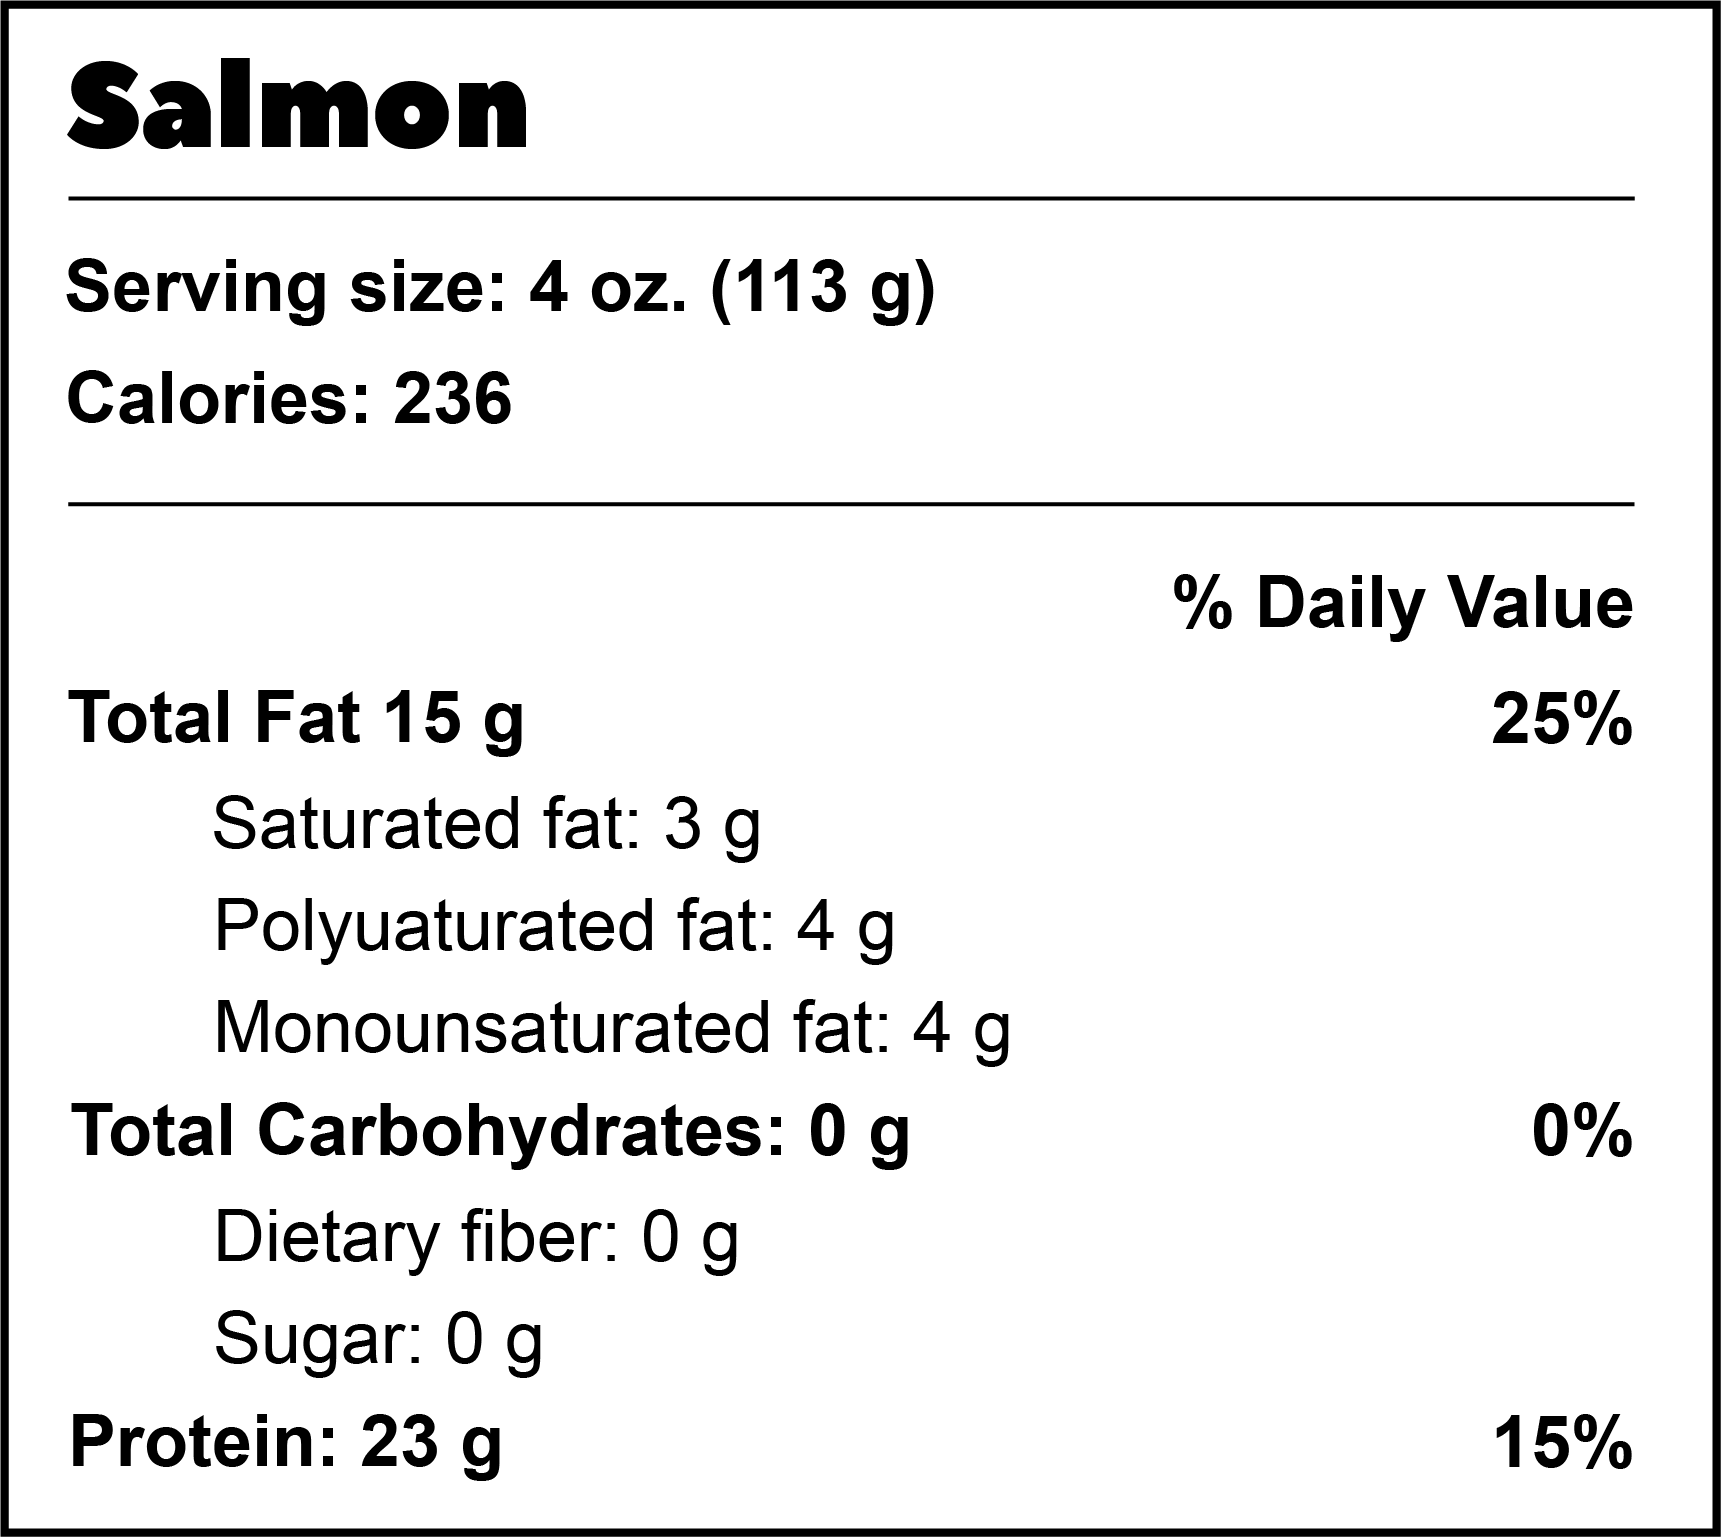 Salmon
Serving size: 4 oz. (113 g)
Calories: 236
% Daily Value
Total Fat 15 g 25%
Saturated fat: 3 g
Polyuaturated fat: 4 g
Monounsaturated fat: 4 g
Total Carbohydrates: 0 g 0%
Dietary fiber: 0 g
Sugar: 0 g
Protein: 23 g 15%